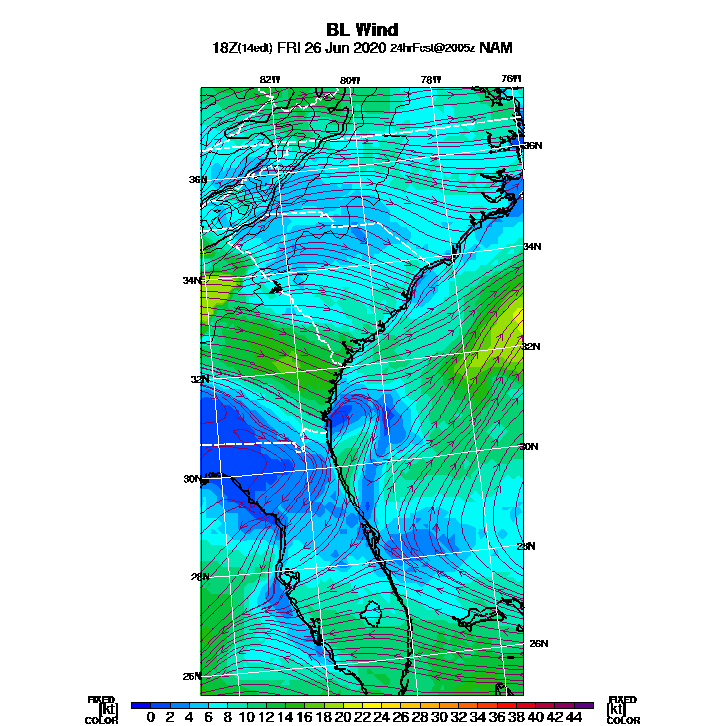 BL Wind
18Z(14edt) FRI 26 Jun 2020 24hrFcst@2005z NAM
82W 80W 78W 76W
36N
36N
34N
34N
32N
32N
30N
30N
28N
28N
26N
26N
FIXED FIXED
[kt] 0 2 4 6 8 10 12 14 16 18 20 22 24 26 28 30 32 34 36 38 40 42 44 [kt]
COLOR COLOR